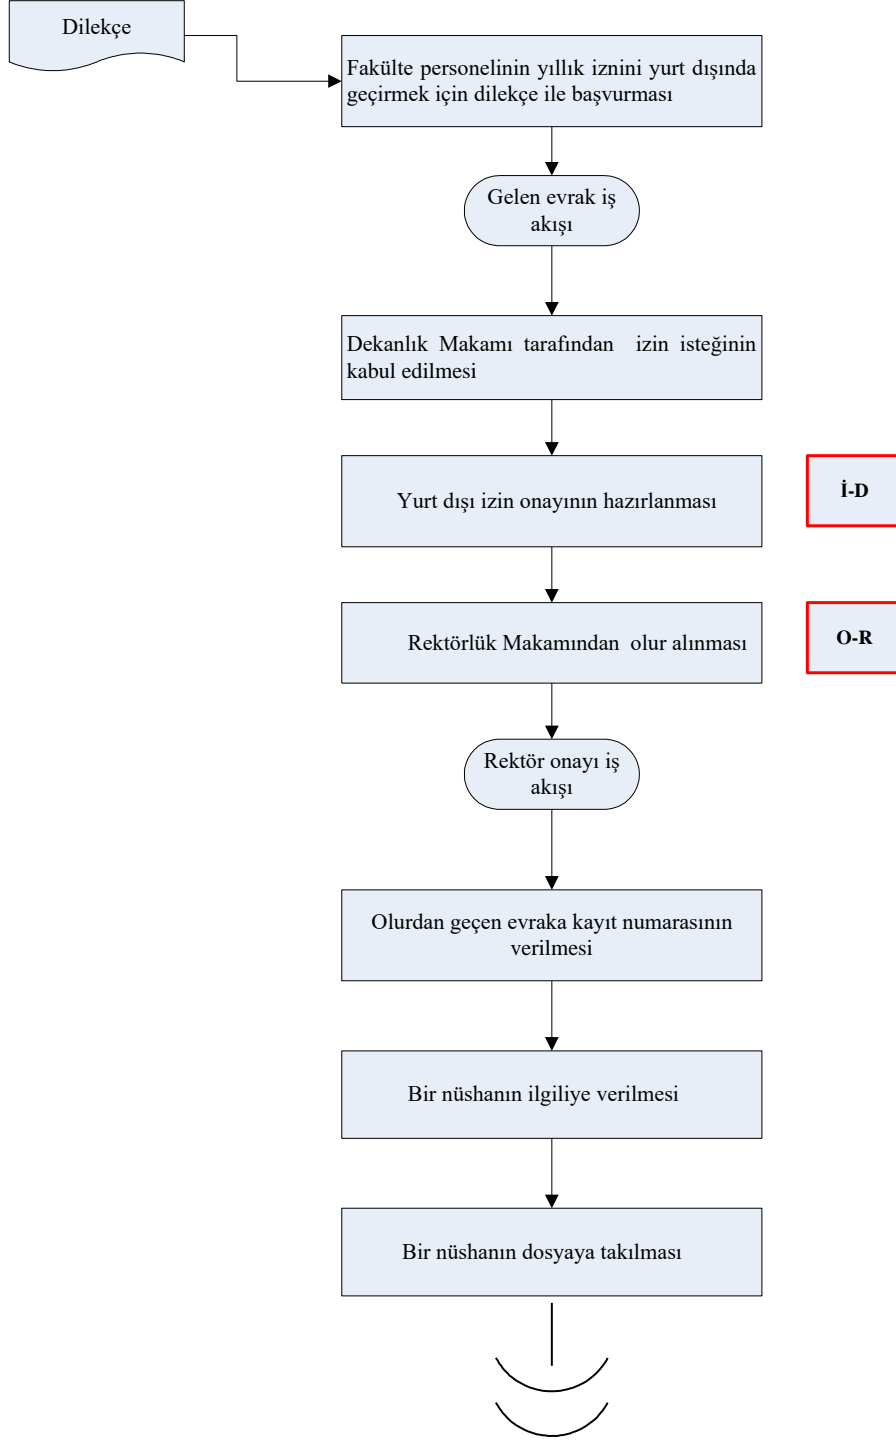 Dilekçe
Fakülte personelinin yıllık iznini yurt dışında
geçirmek için dilekçe ile başvurması
Gelen evrak iş
akışı
Dekanlık Makamı tarafından izin isteğinin
kabul edilmesi
Yurt dışı izin onayının hazırlanması
İ-D
Rektörlük Makamından olur alınması
O-R
Rektör onayı iş
akışı
Olurdan geçen evraka kayıt numarasının
verilmesi
Bir nüshanın ilgiliye verilmesi
Bir nüshanın dosyaya takılması